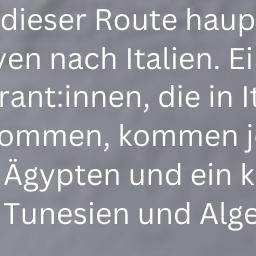 dieser Route haup
ven nach Italien. Ei
rant:innen, die in It
ommen, kommen j
Ägypten und ein k
Tunesien und Alge